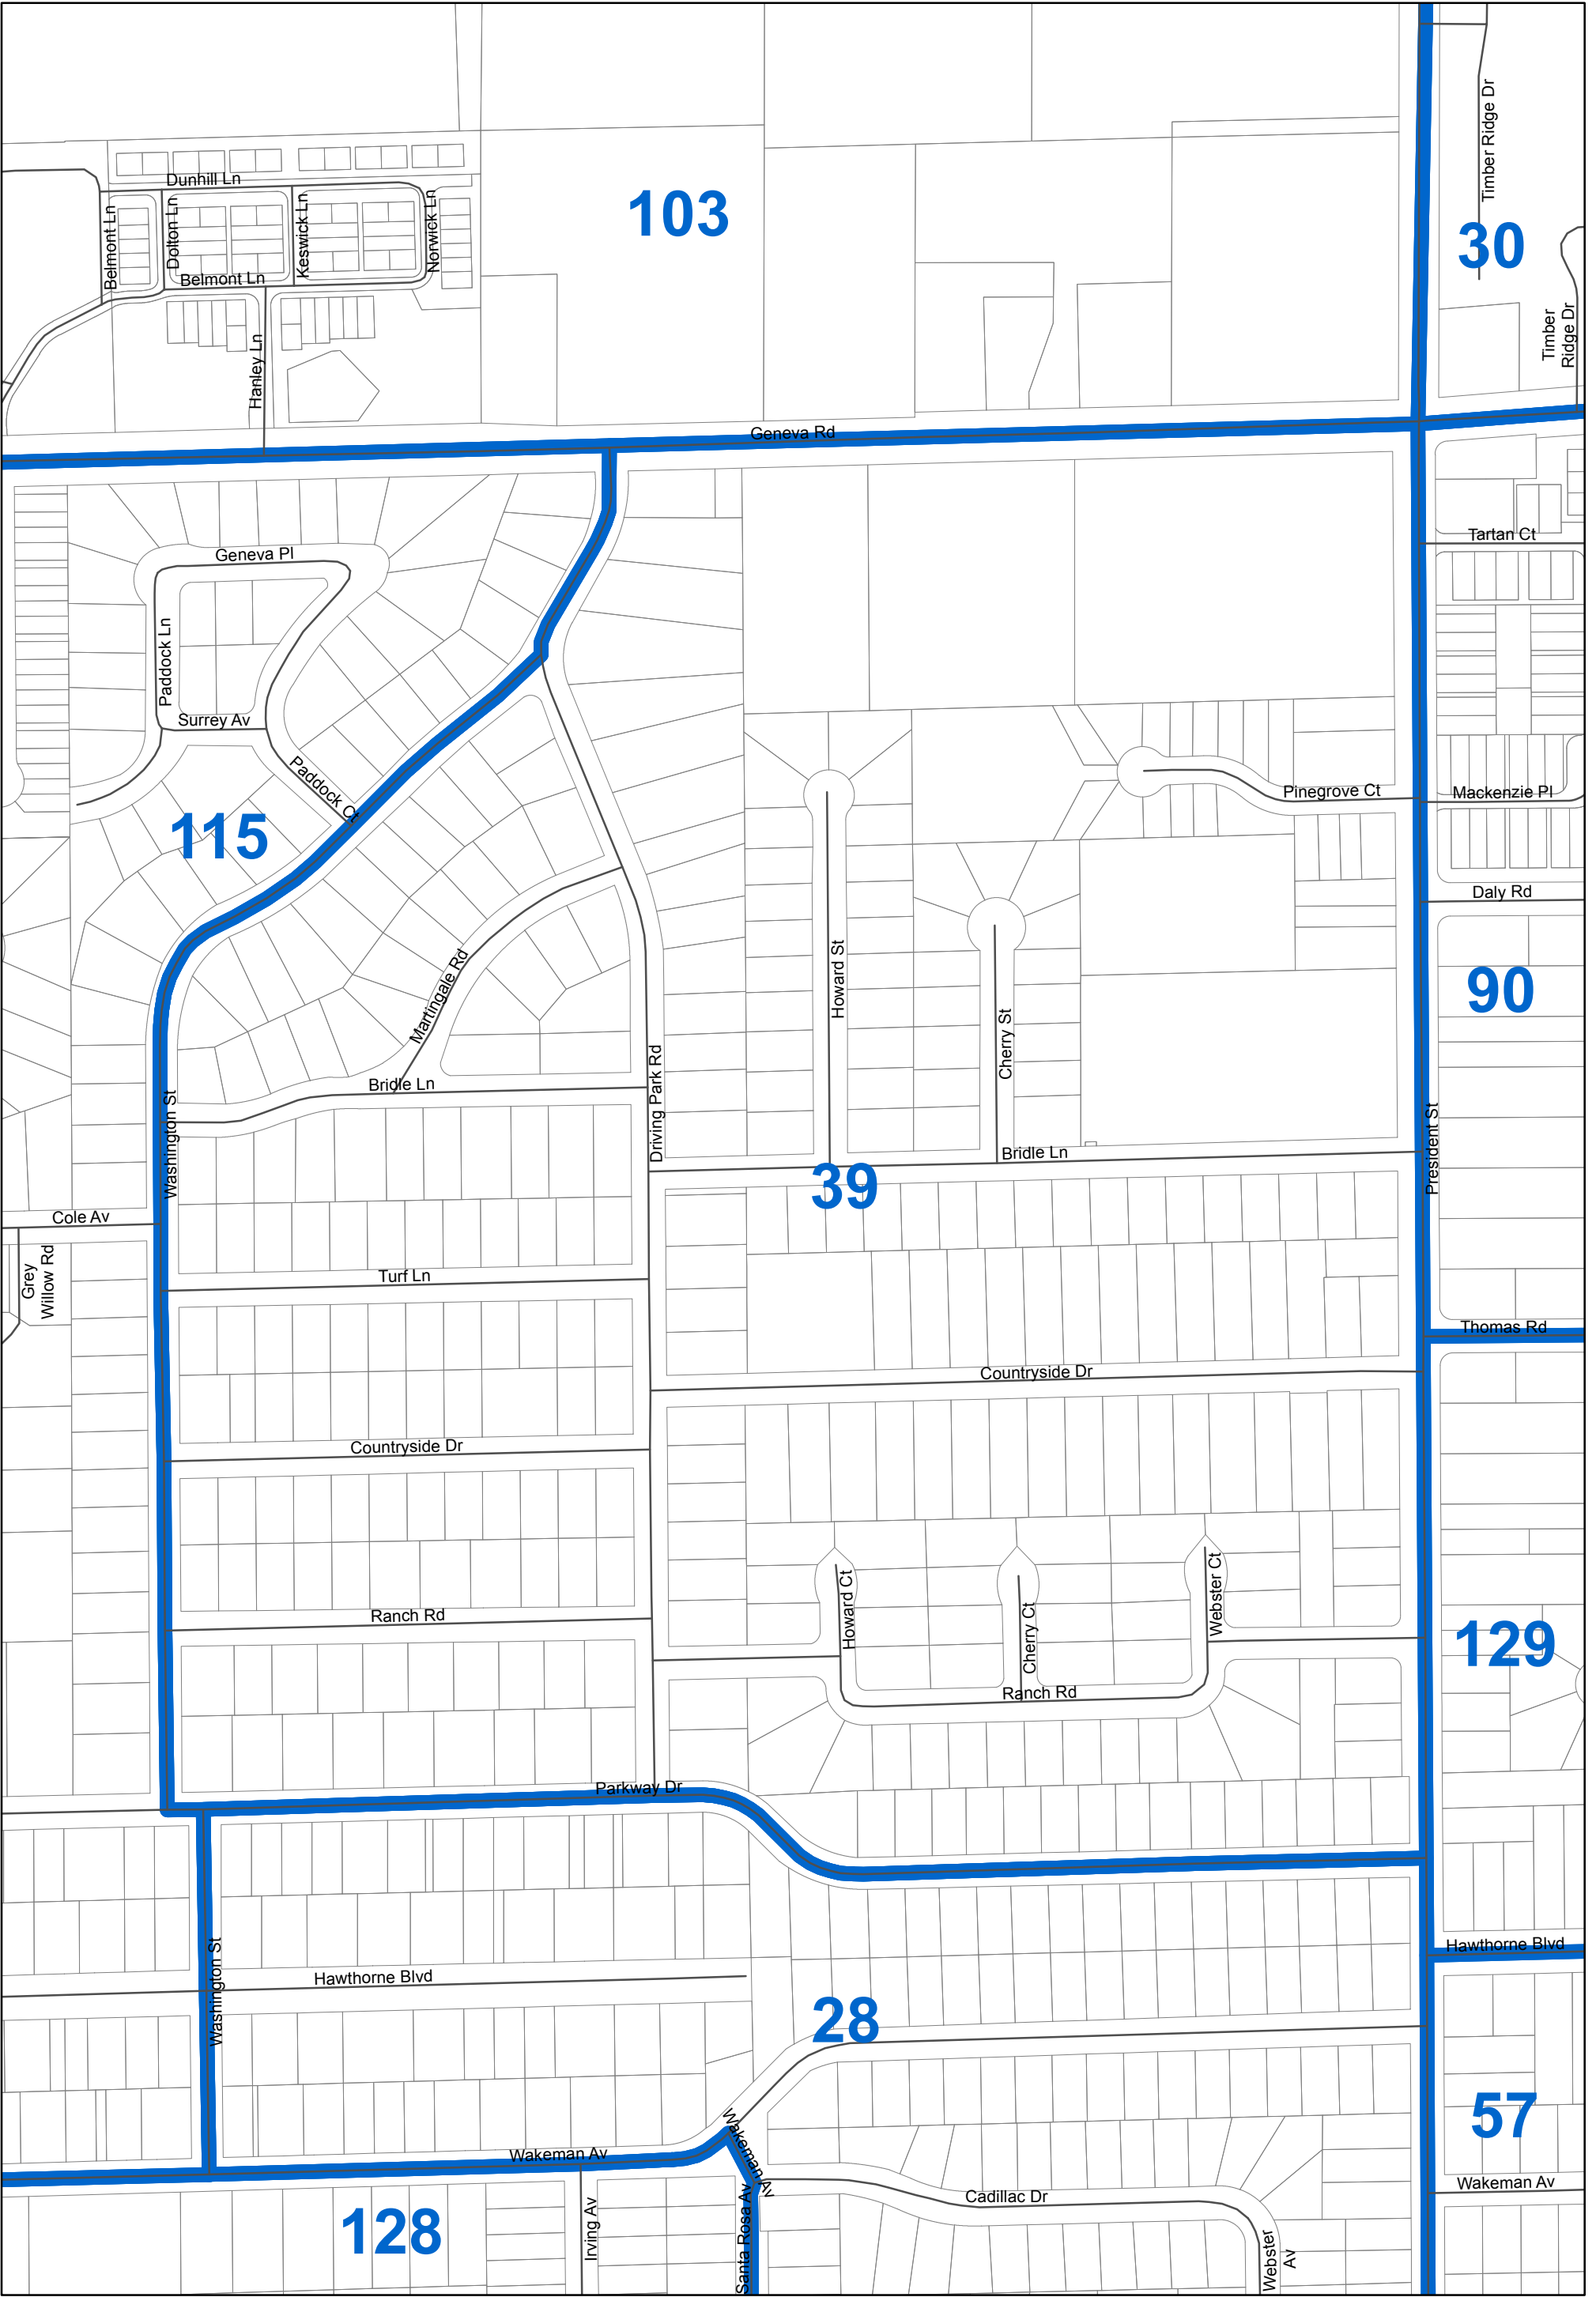 Timber Ridge Dr
Dunhill Ln
103
Belmont Ln
Dolton Ln
Keswick Ln
Norwick Ln
30
Belmont Ln
Timber
Ridge Dr
Hanley Ln
Geneva Rd
Tartan Ct
Geneva Pl
Paddock Ln
Surrey Av
Paddock Ct
Pinegrove Ct
Mackenzie Pl
115
Daly Rd
Howard St
Martingale Rd
90
Cherry St
Bridle Ln
Driving Park Rd
Washington St
President St
Bridle Ln
39
Cole Av
Grey
Willow Rd
Turf Ln
Thomas Rd
Countryside Dr
Countryside Dr
Howard Ct
Webster Ct
Ranch Rd
Cherry Ct
129
Ranch Rd
Parkway Dr
Hawthorne Blvd
Washington St
Hawthorne Blvd
28
57
Wakeman Av
Wakeman Av
Wakeman Av
Cadillac Dr
128
Irving Av
Santa Rosa Av
Webster
Av